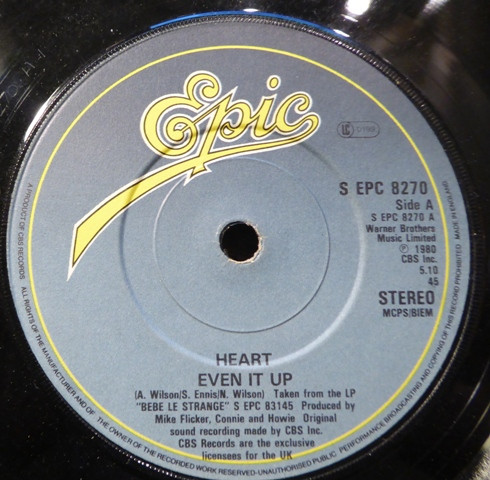 Epic
LC 0199
S EPC 8270
Side A
S EPC 8270 A
Warner Brothers
Music Limited
℗ 1980
CBS Inc.
5.10
45
STEREO
MCPS/BIEM
HEART
EVEN IT UP
(A. Wilson/S. Ennis/N. Wilson) Taken from the LP
"BEBE LE STRANGE" S EPC 83145 Produced by
Mike Flicker, Connie and Howie Original
sound recording made by CBS Inc.
CBS Records are the exclusive
licensees for the UK
A PRODUCT OF CBS RECORDS ALL RIGHTS OF THE MANUFACTURER AND OF THE OWNER OF THE RECORDED WORK RESERVED-UNAUTHORISED PUBLIC PERFORMANCE BROADCASTING AND COPYING OF THIS RECORD PROHIBITED MADE IN ENGLAND